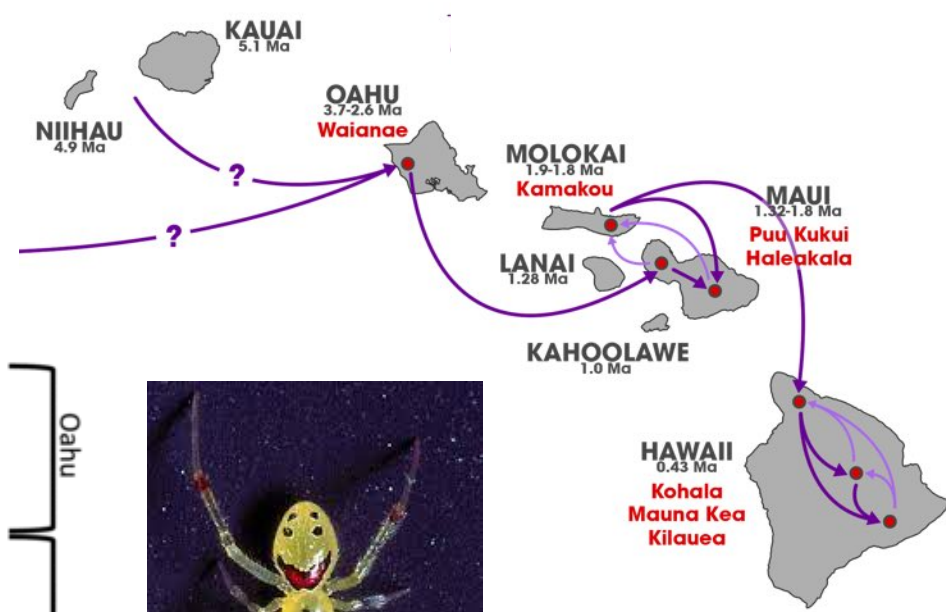 KAUAI
5.1 Ma
NIIHAU
4.9 Ma
?
?
OAHU
3.7-2.6 Ma
Waianae
MOLOKAI
1.9-1.8 Ma
Kamakou
MAUI
1.32-1.8 Ma
Puu Kukui
Haleakala
LANAI
1.28 Ma
KAHOOLAWE
1.0 Ma
HAWAII
0.43 Ma
Kohala
Mauna Kea
Kilauea
Oahu